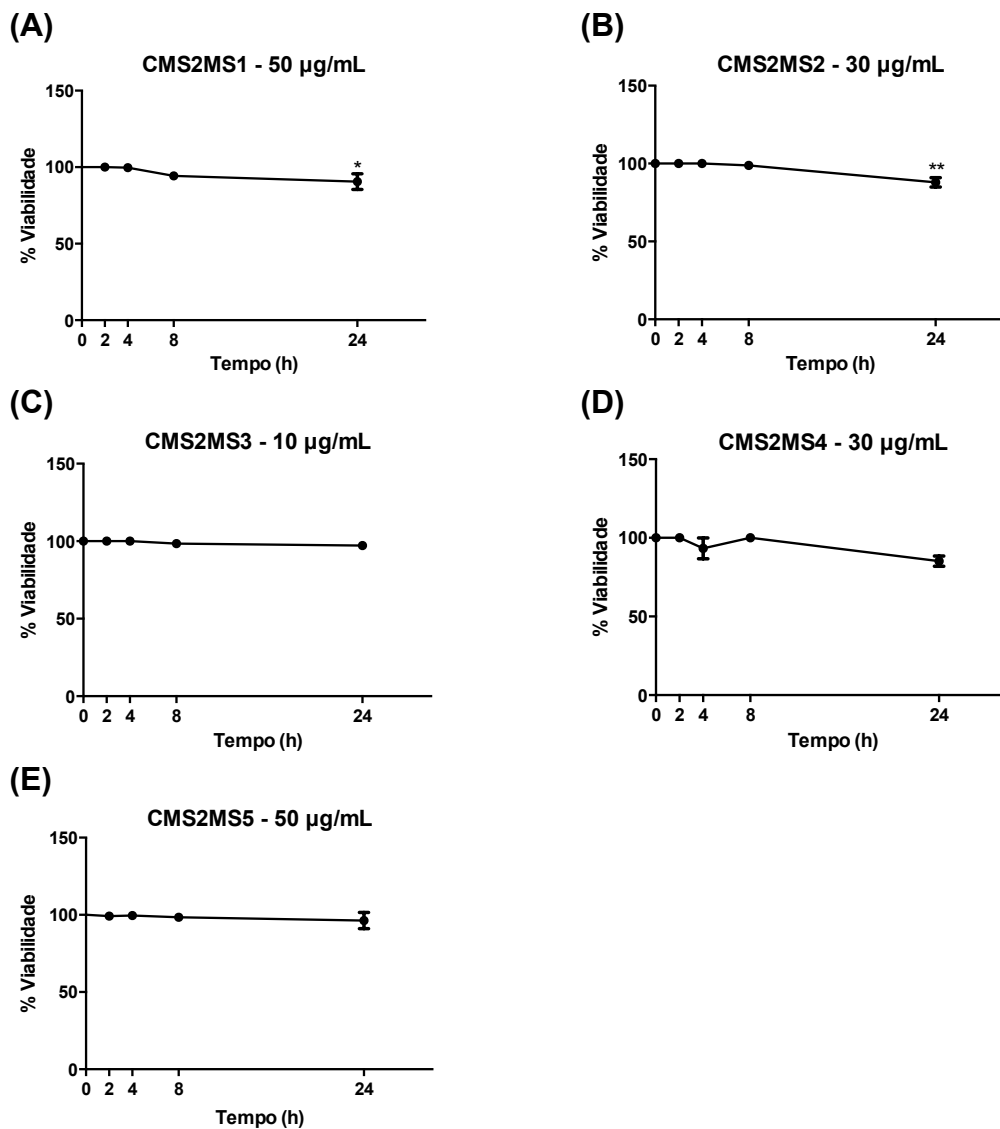 (A)
CMS2MS1 - 50 µg/mL
150
*
100
% Viabilidade
50
0
0 2 4 8 24
Tempo (h)
(B)
CMS2MS2 - 30 µg/mL
150
**
100
% Viabilidade
50
0
0 2 4 8 24
Tempo (h)
(C)
CMS2MS3 - 10 µg/mL
150
100
% Viabilidade
50
0
0 2 4 8 24
Tempo (h)
(D)
CMS2MS4 - 30 µg/mL
150
100
% Viabilidade
50
0
0 2 4 8 24
Tempo (h)
(E)
CMS2MS5 - 50 µg/mL
150
100
% Viabilidade
50
0
0 2 4 8 24
Tempo (h)